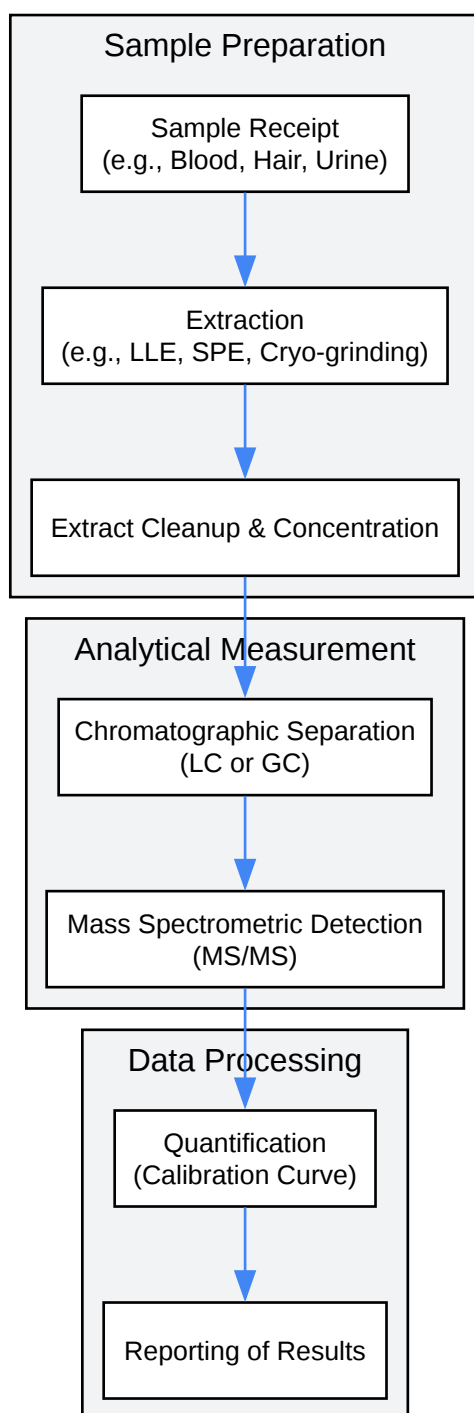 Sample Preparation
Sample Receipt
(e.g., Blood, Hair, Urine)
Extraction
(e.g., LLE, SPE, Cryo-grinding)
Extract Cleanup & Concentration
Analytical Measurement
Chromatographic Separation
(LC or GC)
Mass Spectrometric Detection
(MS/MS)
Data Processing
Quantification
(Calibration Curve)
Reporting of Results